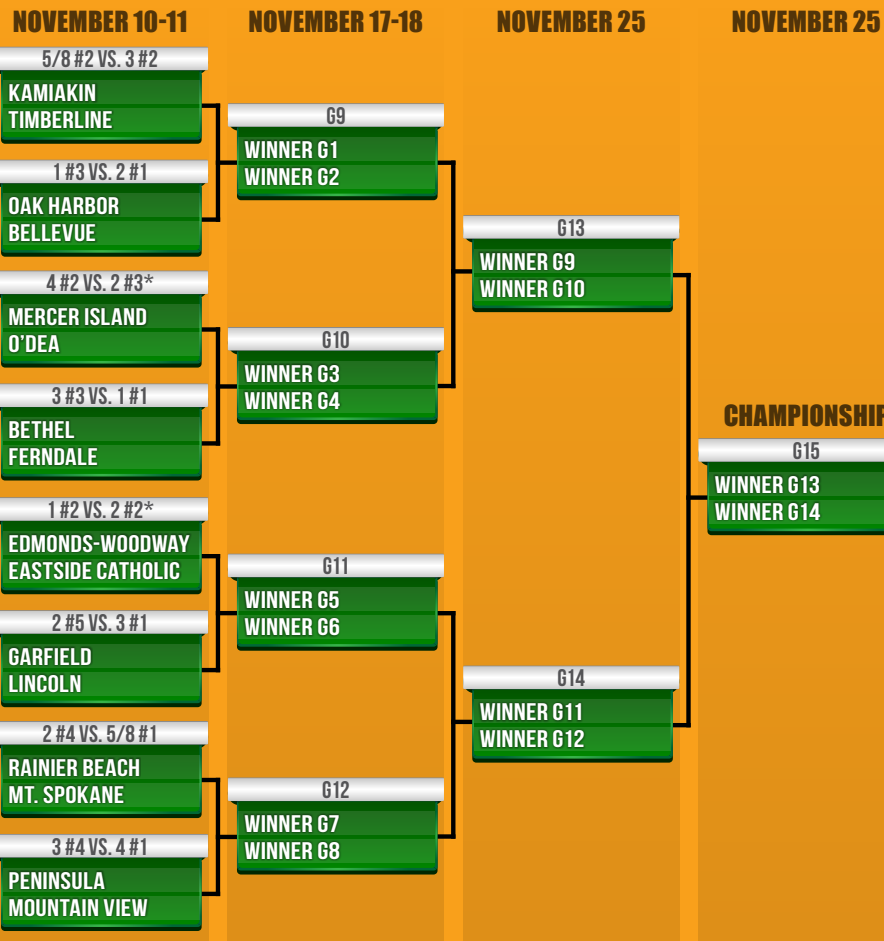 NOVEMBER 10-11
5/8 #2 VS. 3 #2
KAMIAKIN
TIMBERLINE
1 #3 VS. 2 #1
OAK HARBOR
BELLEVUE
4 #2 VS. 2 #3*
MERCER ISLAND
O'DEA
3 #3 VS. 1 #1
BETHEL
FERNDALE
1 #2 VS. 2 #2*
EDMONDS-WOODWAY
EASTSIDE CATHOLIC
2 #5 VS. 3 #1
GARFIELD
LINCOLN
2 #4 VS. 5/8 #1
RAINIER BEACH
MT. SPOKANE
3 #4 VS. 4 #1
PENINSULA
MOUNTAIN VIEW
NOVEMBER 17-18
G9
WINNER G1
WINNER G2
G10
WINNER G3
WINNER G4
G11
WINNER G5
WINNER G6
G12
WINNER G7
WINNER G8
NOVEMBER 25
G13
WINNER G9
WINNER G10
G14
WINNER G11
WINNER G12
NOVEMBER 25
CHAMPIONSHIP
G15
WINNER G13
WINNER G14